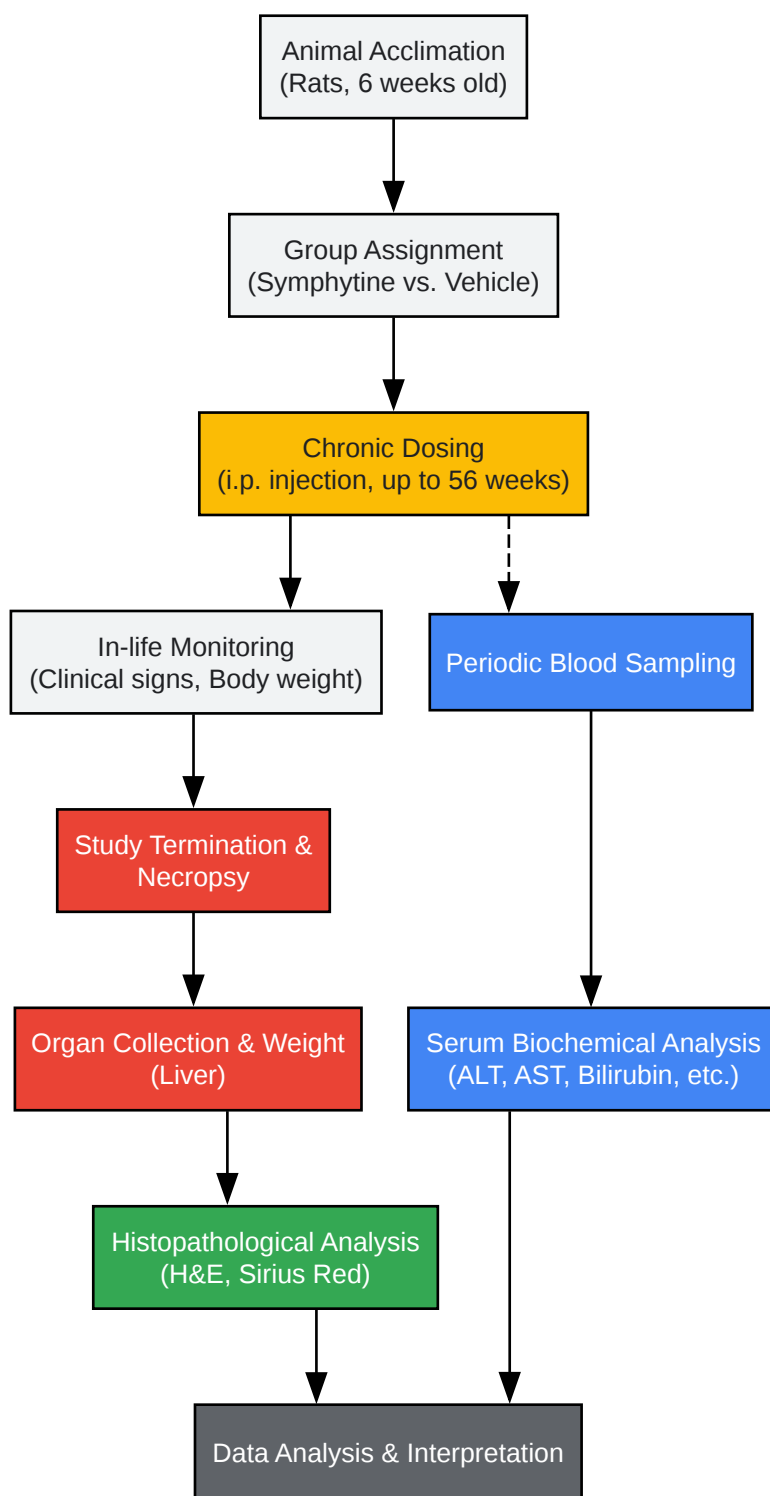 Animal Acclimation
(Rats, 6 weeks old)
Group Assignment
(Symphytine vs. Vehicle)
Chronic Dosing
(i.p. injection, up to 56 weeks)
In-life Monitoring
(Clinical signs, Body weight)
Periodic Blood Sampling
Study Termination &
Necropsy
Organ Collection & Weight
(Liver)
Serum Biochemical Analysis
(ALT, AST, Bilirubin, etc.)
Histopathological Analysis
(H&E, Sirius Red)
Data Analysis & Interpretation